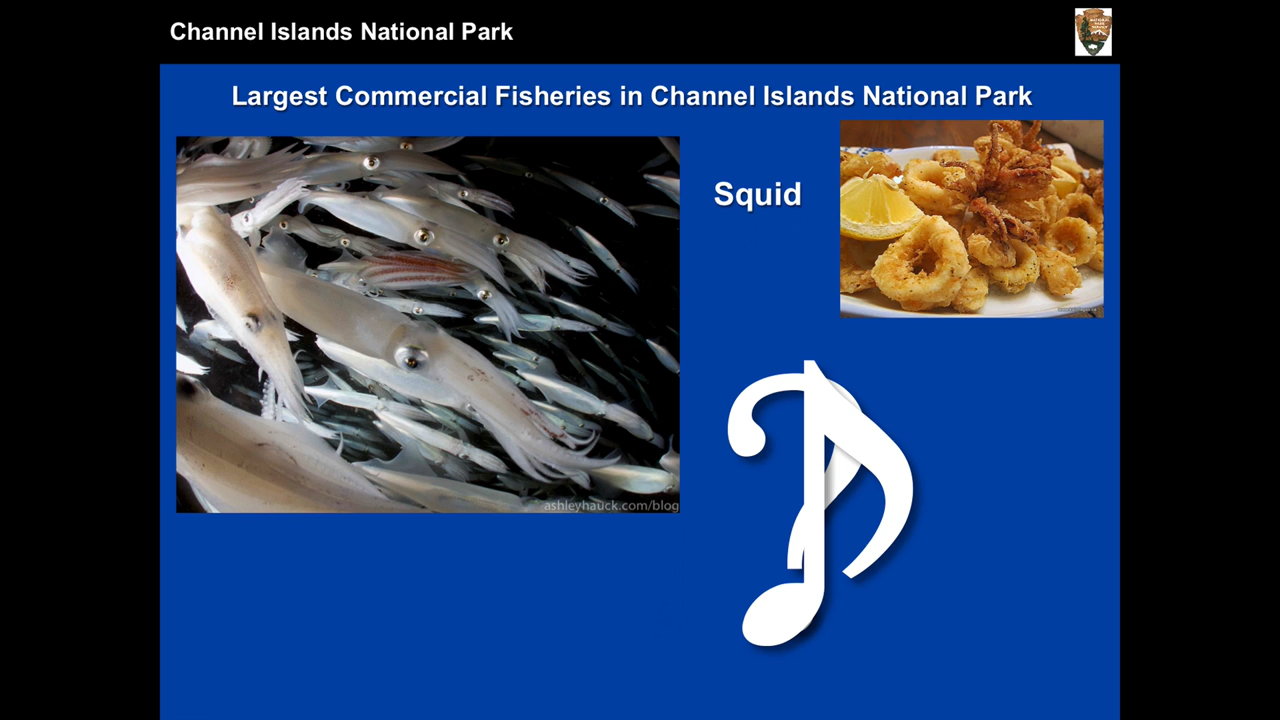 Channel Islands National Park
Largest Commercial Fisheries in Channel Islands National Park
Squid
ashleyhauck.com/blog